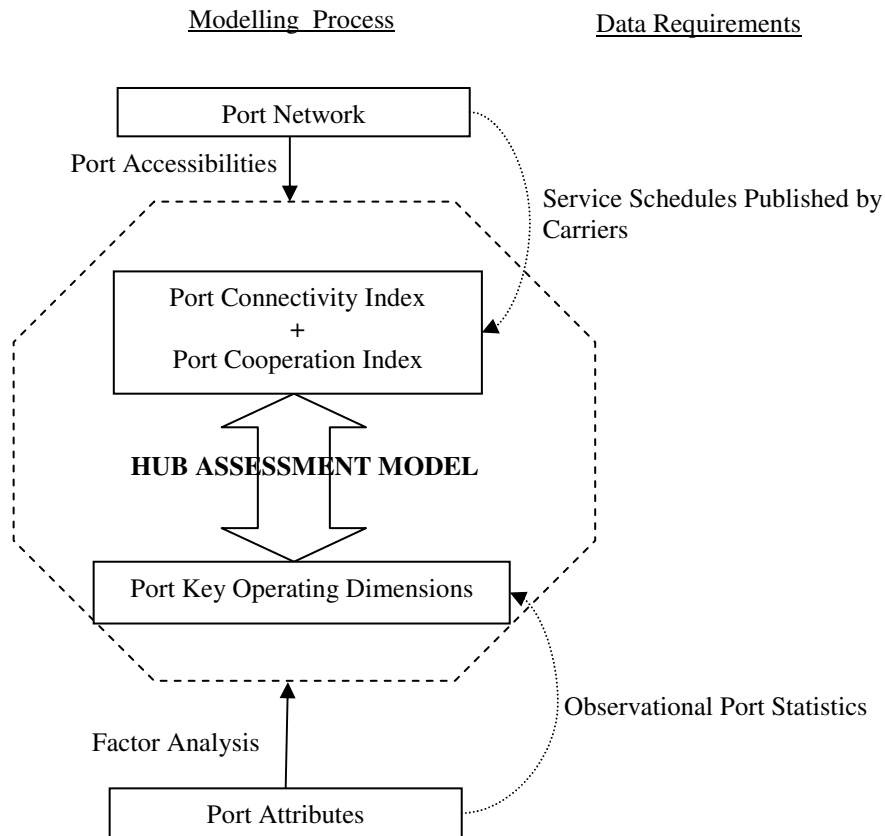 Modelling Process
Data Requirements
Port Network
Port Accessibilities
Service Schedules Published by
Carriers
Port Connectivity Index
+
Port Cooperation Index
HUB ASSESSMENT MODEL
Port Key Operating Dimensions
Observational Port Statistics
Factor Analysis
Port Attributes